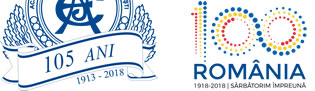 105 ANI
1913 - 2018
100
ROMÂNIA
1918-2018 | SĂRBĂTORIM ÎMPREUNĂ